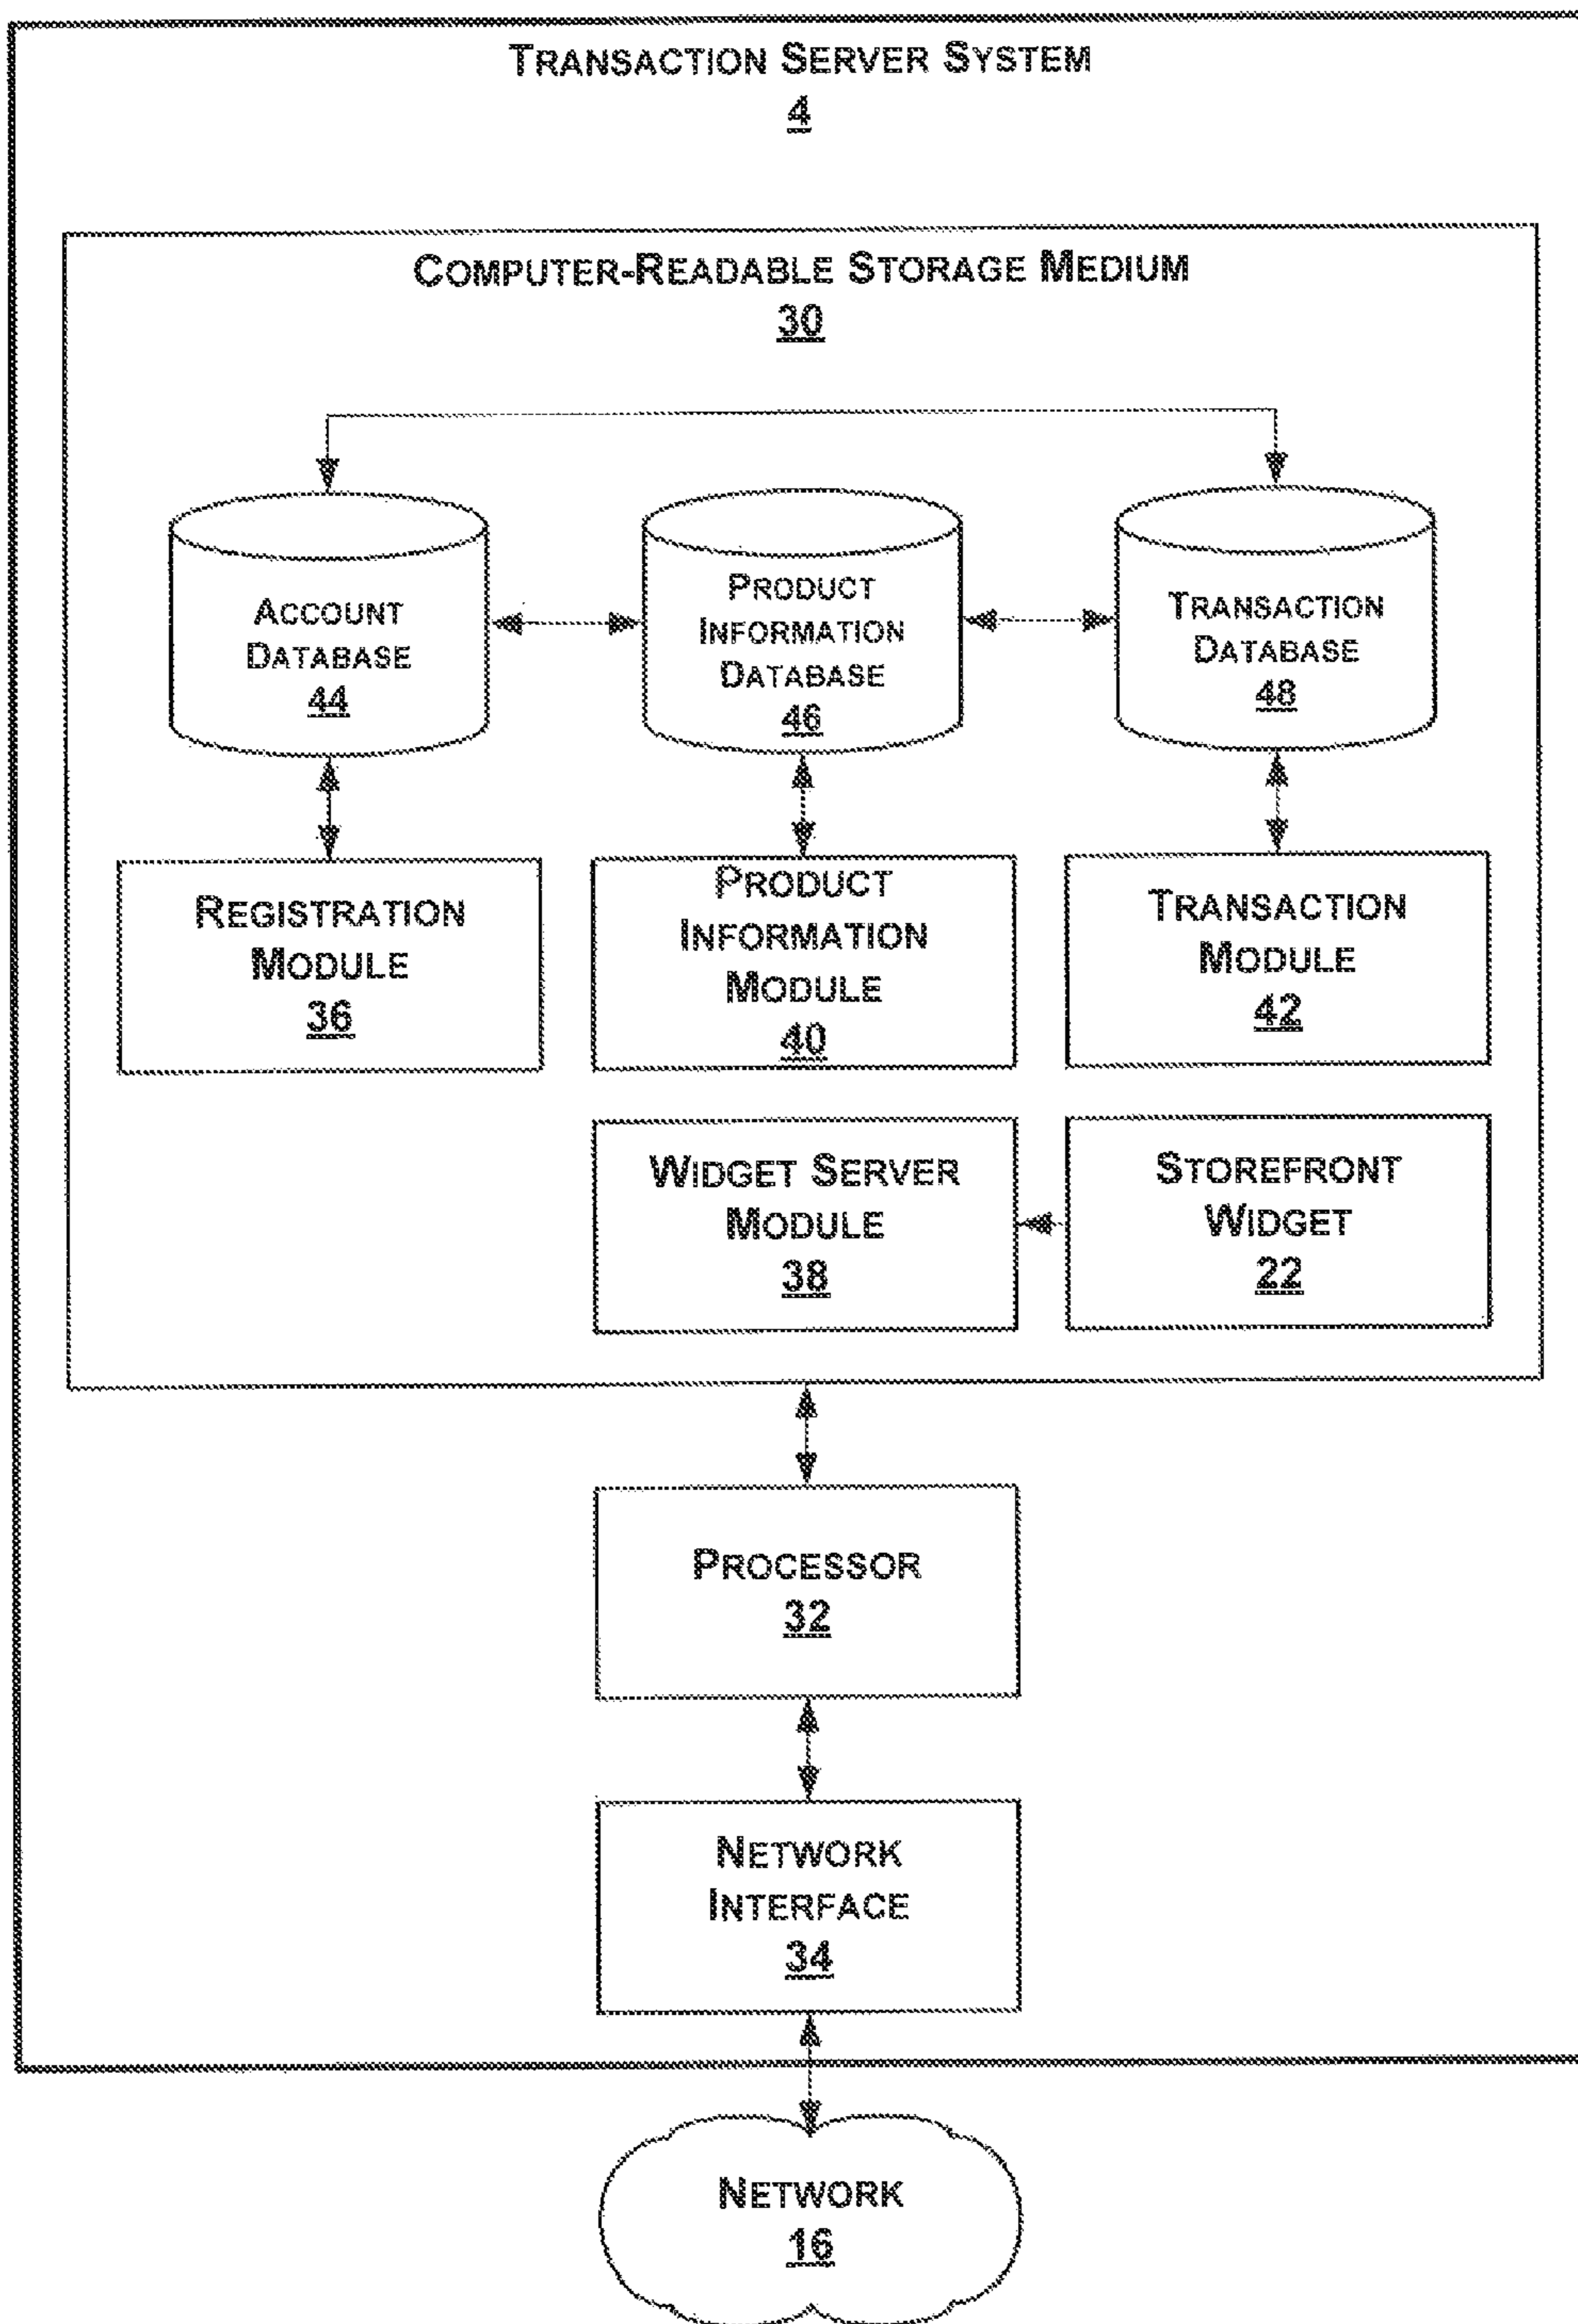 TRANSACTION SERVER SYSTEM
4
COMPUTER-READABLE STORAGE MEDIUM
30
ACCOUNT
DATABASE
44
PRODUCT
INFORMATION
DATABASE
46
TRANSACTION
DATABASE
48
REGISTRATION
MODULE
36
PRODUCT
INFORMATION
MODULE
40
TRANSACTION
MODULE
42
WIDGET SERVER
MODULE
38
STOREFRONT
WIDGET
22
PROCESSOR
32
NETWORK
INTERFACE
34
NETWORK
16